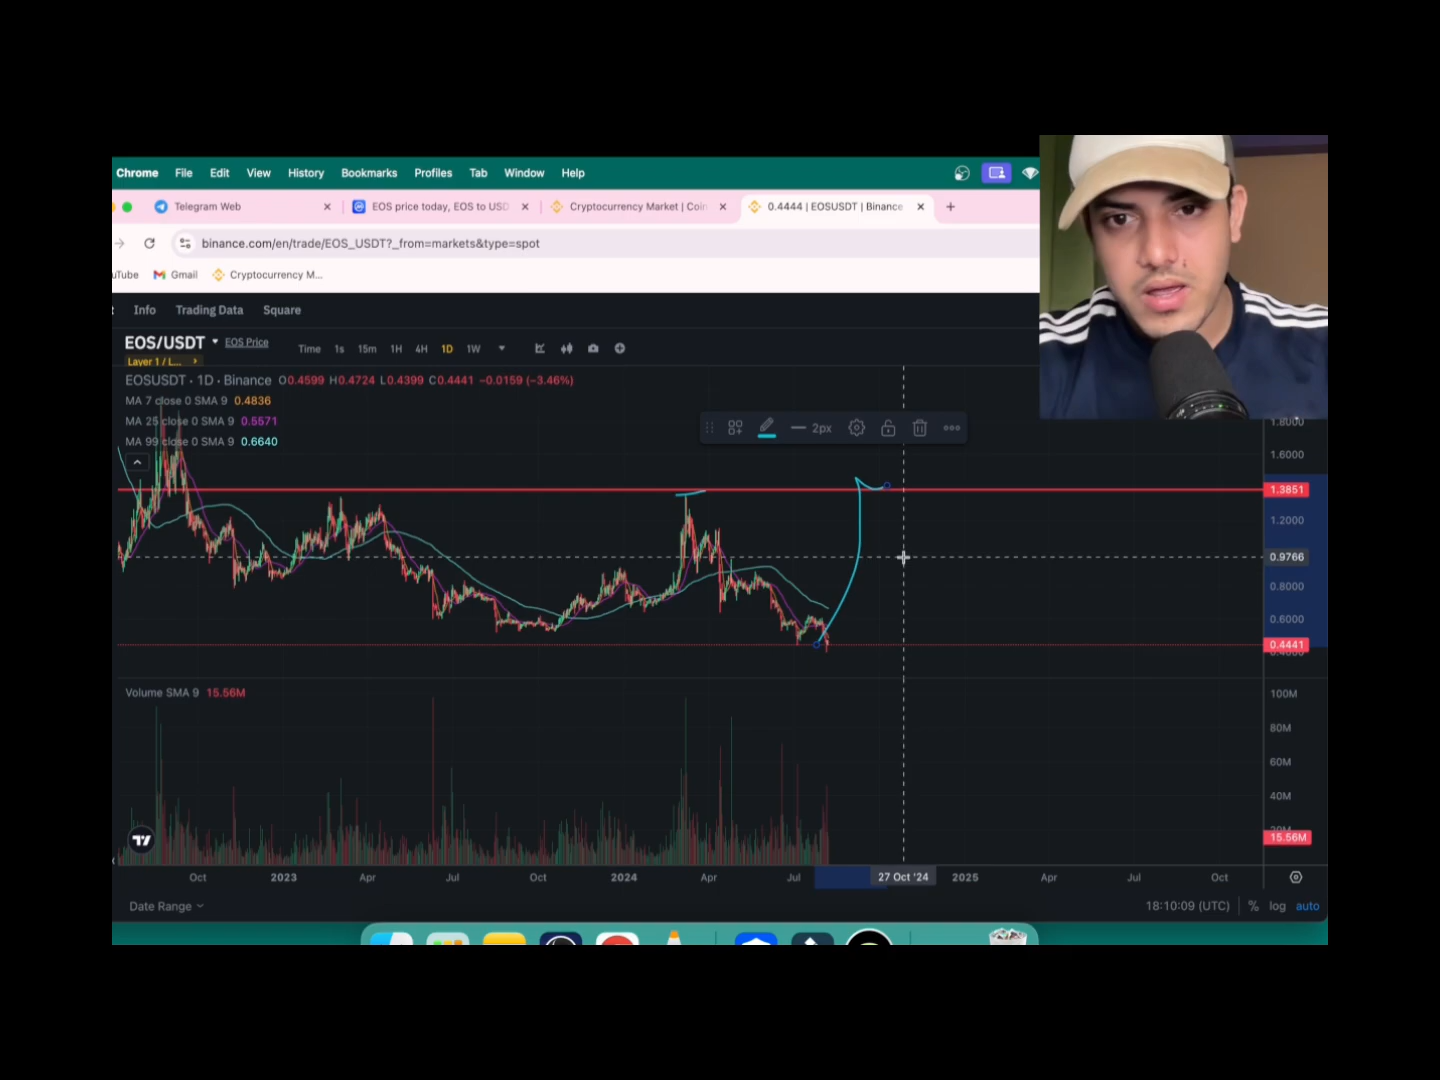 Chrome File Edit View History Bookmarks Profiles Tab Window Help
Telegram Web
EOS price today, EOS to USD
Cryptocurrency Market | Coin
0.4444 | EOSUSDT | Binance
binance.com/en/trade/EOS_USDT?_from=markets&type=spot
uTube Gmail Cryptocurrency M...
Info Trading Data Square
EOS/USDT EOS Price
Layer 1 / L...
Time 1s 15m 1H 4H 1D 1W
EOSUSDT · 1D · Binance O0.4599 H0.4724 L0.4399 C0.4441 −0.0159 (−3.46%)
MA 7 close 0 SMA 9 0.4836
MA 25 close 0 SMA 9 0.5571
MA 99 close 0 SMA 9 0.6640
2px
1.8000
1.6000
1.3851
1.2000
0.9766
0.8000
0.6000
0.4441
Volume SMA 9 15.56M
100M
80M
60M
40M
15.56M
Oct 2023 Apr Jul Oct 2024 Apr Jul 27 Oct '24 2025 Apr Jul Oct
Date Range 18:10:09 (UTC) % log auto